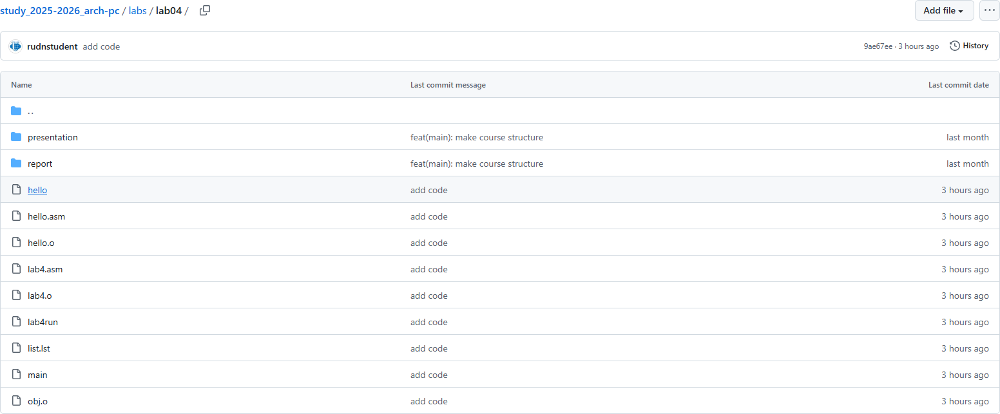 study_2025-2026_arch-pc / labs / lab04 / Add file ...
rudnstudent add code 9ae67ee · 3 hours ago History
Name Last commit message Last commit date
..
presentation feat(main): make course structure last month
report feat(main): make course structure last month
hello add code 3 hours ago
hello.asm add code 3 hours ago
hello.o add code 3 hours ago
lab4.asm add code 3 hours ago
lab4.o add code 3 hours ago
lab4run add code 3 hours ago
list.lst add code 3 hours ago
main add code 3 hours ago
obj.o add code 3 hours ago